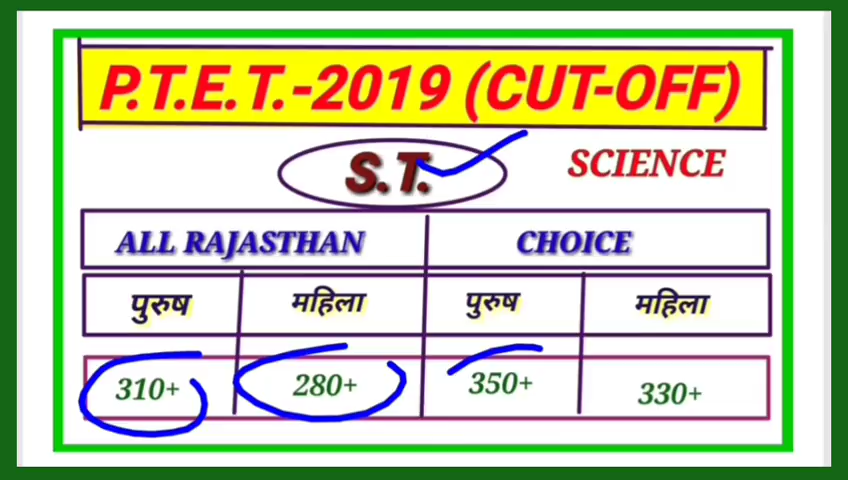 P.T.E.T.-2019 (CUT-OFF)
S.T. SCIENCE
ALL RAJASTHAN CHOICE
पुरुष महिला पुरुष महिला
310+ 280+ 350+ 330+